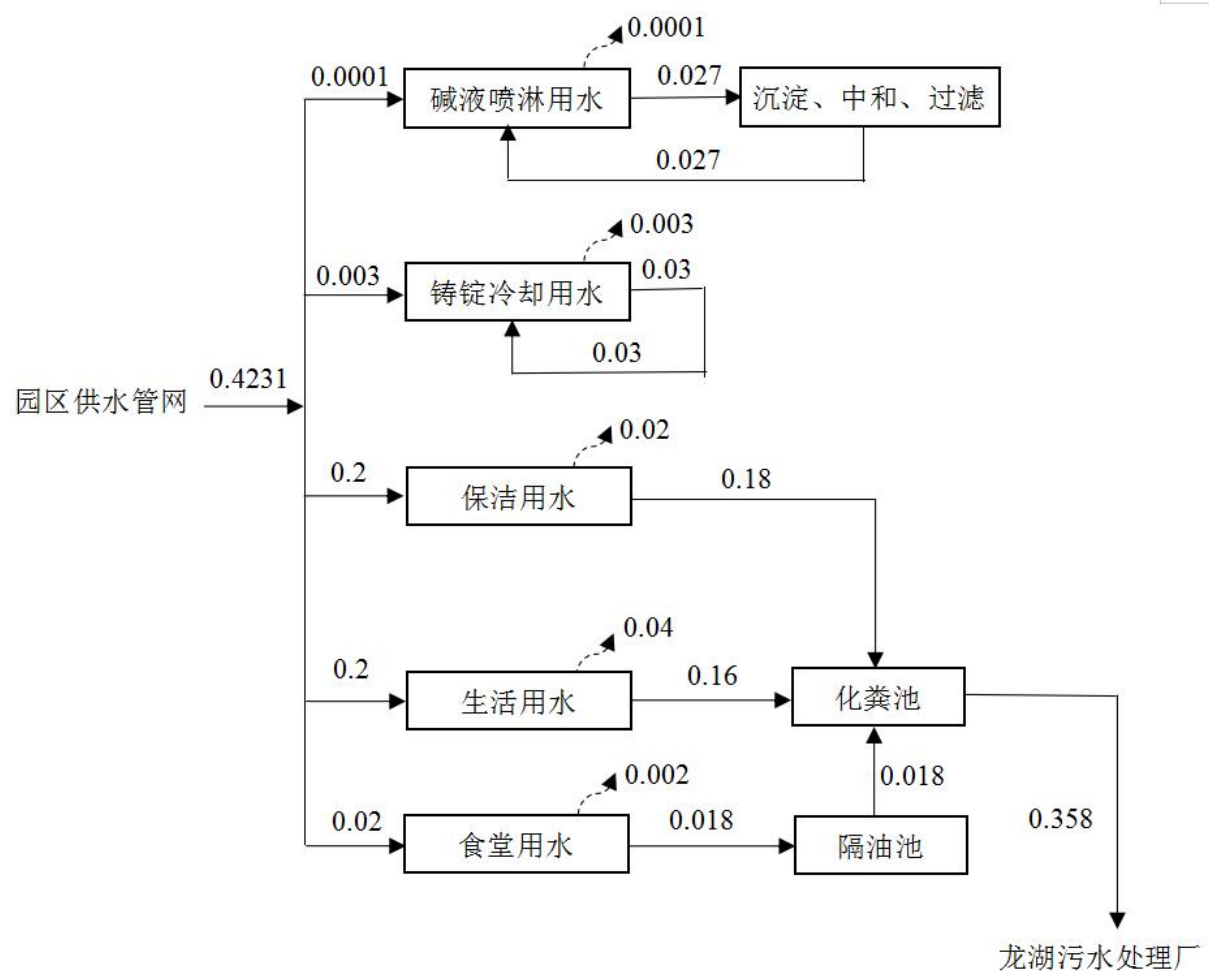 0.0001
0.0001
碱液喷淋用水
0.027
沉淀、中和、过滤
0.027
0.003
0.003
铸锭冷却用水
0.03
0.03
园区供水管网
0.4231
0.02
0.2
保洁用水
0.18
0.04
0.2
生活用水
0.16
化粪池
0.002
0.018
0.02
食堂用水
0.018
隔油池
0.358
龙湖污水处理厂